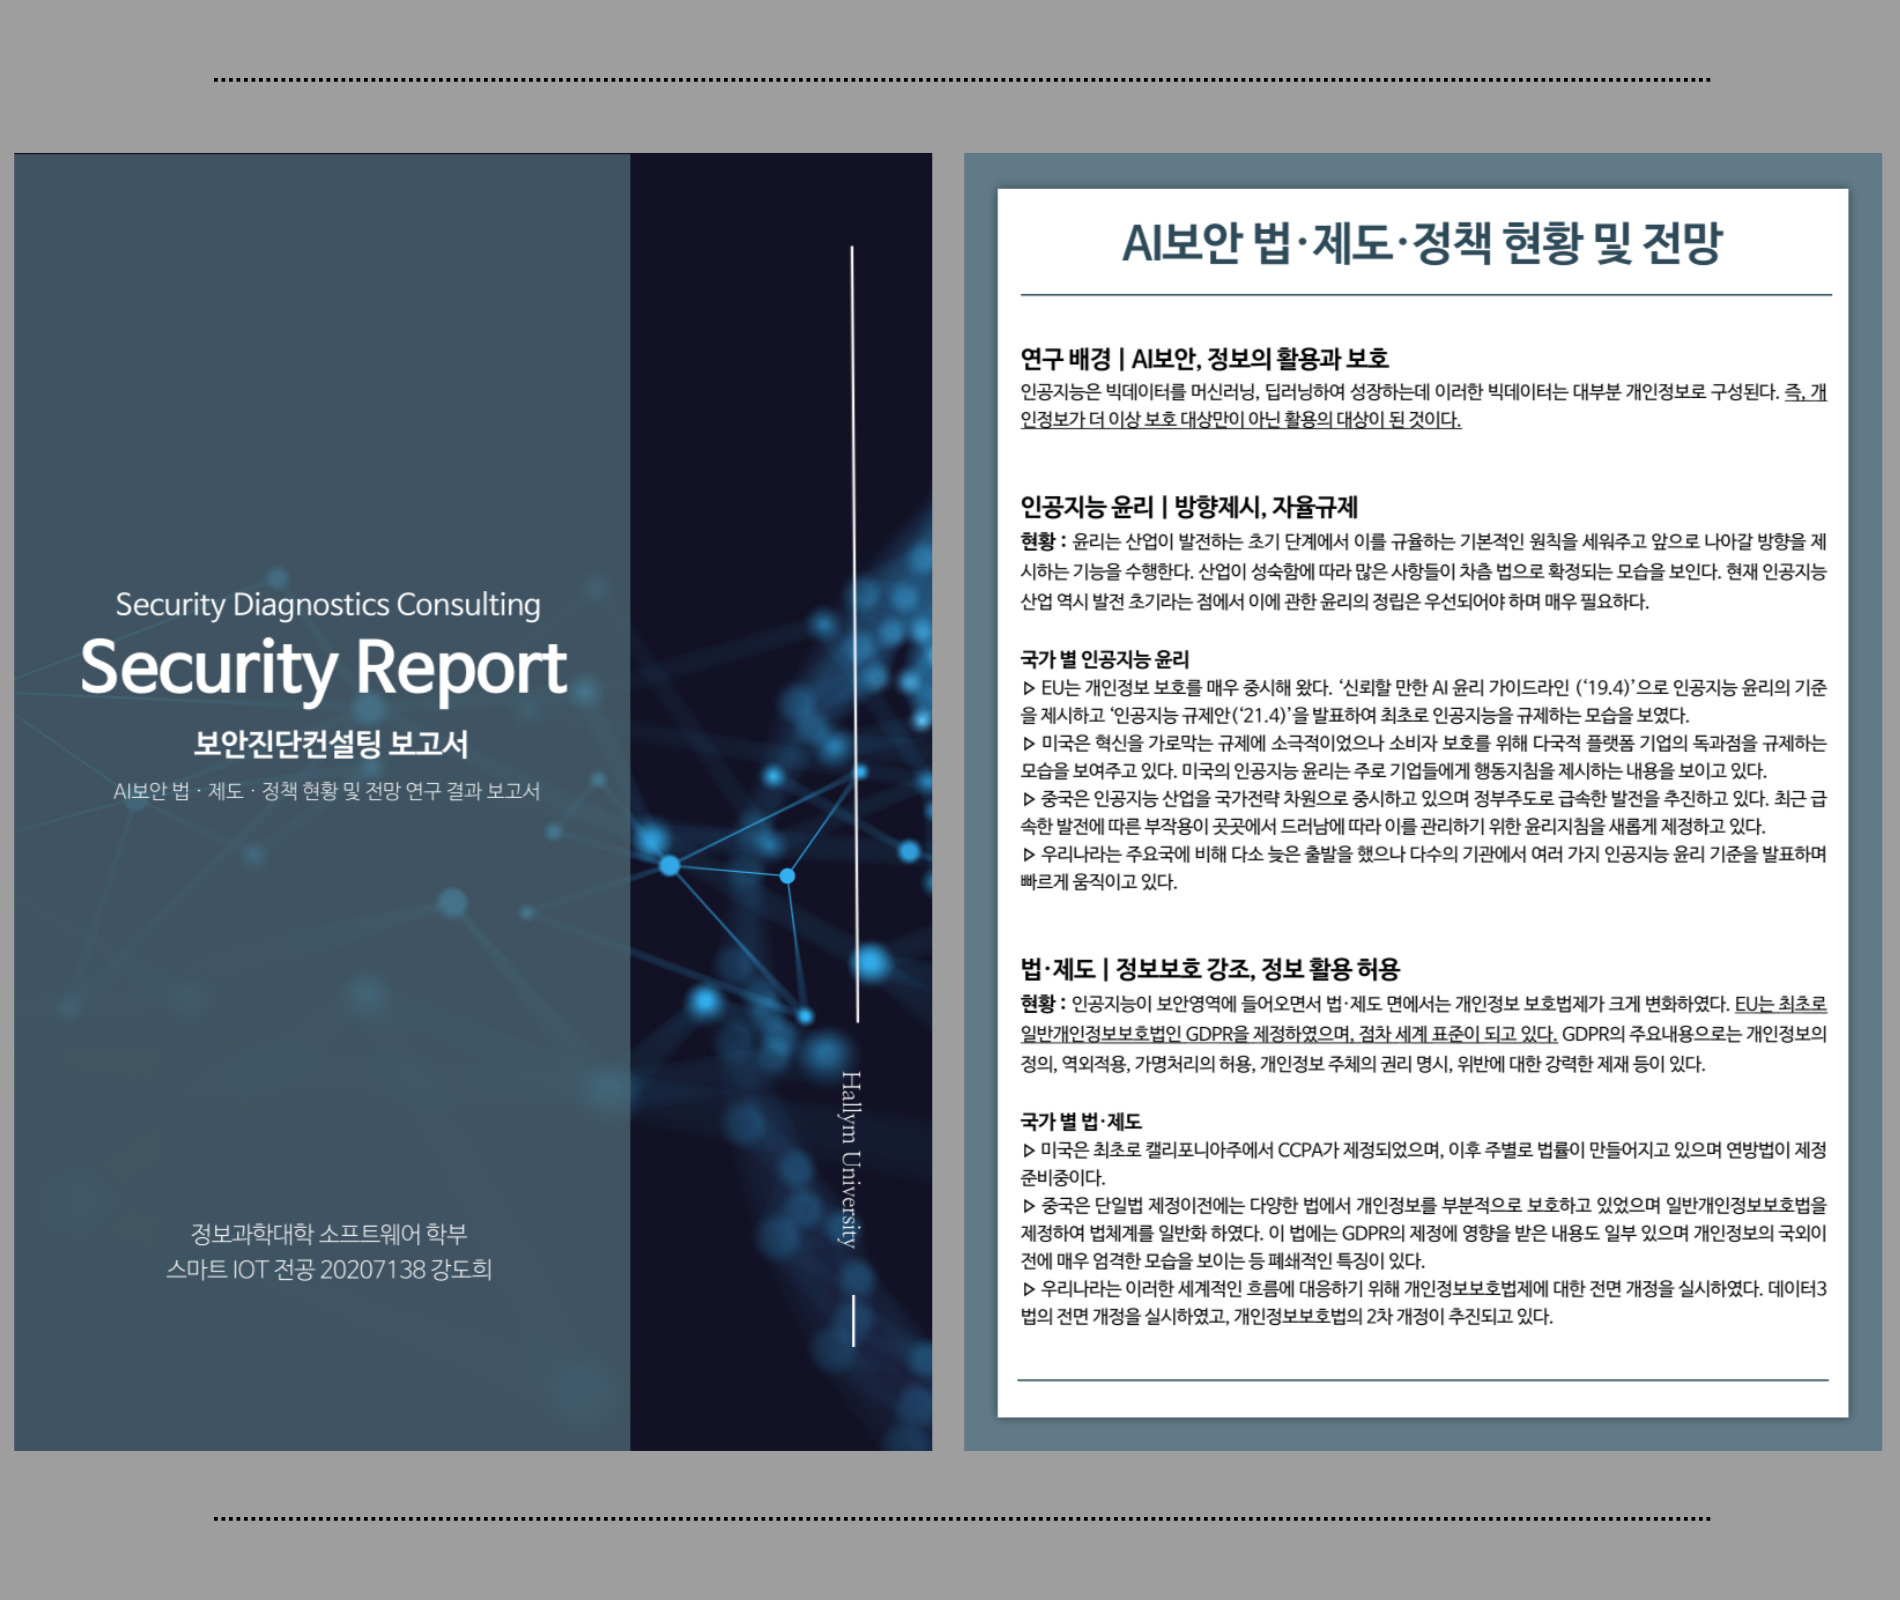 Security Diagnostics Consulting
Security Report
보안진단컨설팅 보고서
AI보안 법 · 제도 · 정책 현황 및 전망 연구 결과 보고서
Hallym University
정보과학대학 소프트웨어 학부
스마트 IOT 전공 20207138 강도희
AI보안 법·제도·정책 현황 및 전망
연구 배경 | AI보안, 정보의 활용과 보호
인공지능은 빅데이터를 머신러닝, 딥러닝하여 성장하는데 이러한 빅데이터는 대부분 개인정보로 구성된다. 즉, 개
인정보가 더 이상 보호 대상만이 아닌 활용의 대상이 된 것이다.
인공지능 윤리 | 방향제시, 자율규제
현황 : 윤리는 산업이 발전하는 초기 단계에서 이를 규율하는 기본적인 원칙을 세워주고 앞으로 나아갈 방향을 제
시하는 기능을 수행한다. 산업이 성숙함에 따라 많은 사항들이 차츰 법으로 확정되는 모습을 보인다. 현재 인공지능
산업 역시 발전 초기라는 점에서 이에 관한 윤리의 정립은 우선되어야 하며 매우 필요하다.
국가 별 인공지능 윤리
▷ EU는 개인정보 보호를 매우 중시해 왔다. ‘신뢰할 만한 AI 윤리 가이드라인 (‘19.4)’으로 인공지능 윤리의 기준
을 제시하고 ‘인공지능 규제안(‘21.4)’을 발표하여 최초로 인공지능을 규제하는 모습을 보였다.
▷ 미국은 혁신을 가로막는 규제에 소극적이었으나 소비자 보호를 위해 다국적 플랫폼 기업의 독과점을 규제하는
모습을 보여주고 있다. 미국의 인공지능 윤리는 주로 기업들에게 행동지침을 제시하는 내용을 보이고 있다.
▷ 중국은 인공지능 산업을 국가전략 차원으로 중시하고 있으며 정부주도로 급속한 발전을 추진하고 있다. 최근 급
속한 발전에 따른 부작용이 곳곳에서 드러남에 따라 이를 관리하기 위한 윤리지침을 새롭게 제정하고 있다.
▷ 우리나라는 주요국에 비해 다소 늦은 출발을 했으나 다수의 기관에서 여러 가지 인공지능 윤리 기준을 발표하며
빠르게 움직이고 있다.
법·제도 | 정보보호 강조, 정보 활용 허용
현황 : 인공지능이 보안영역에 들어오면서 법·제도 면에서는 개인정보 보호법제가 크게 변화하였다. EU는 최초로
일반개인정보보호법인 GDPR을 제정하였으며, 점차 세계 표준이 되고 있다. GDPR의 주요내용으로는 개인정보의
정의, 역외적용, 가명처리의 허용, 개인정보 주체의 권리 명시, 위반에 대한 강력한 제재 등이 있다.
국가 별 법·제도
▷ 미국은 최초로 캘리포니아주에서 CCPA가 제정되었으며, 이후 주별로 법률이 만들어지고 있으며 연방법이 제정
준비중이다.
▷ 중국은 단일법 제정이전에는 다양한 법에서 개인정보를 부분적으로 보호하고 있었으며 일반개인정보보호법을
제정하여 법체계를 일반화 하였다. 이 법에는 GDPR의 제정에 영향을 받은 내용도 일부 있으며 개인정보의 국외이
전에 매우 엄격한 모습을 보이는 등 폐쇄적인 특징이 있다.
▷ 우리나라는 이러한 세계적인 흐름에 대응하기 위해 개인정보보호법제에 대한 전면 개정을 실시하였다. 데이터3
법의 전면 개정을 실시하였고, 개인정보보호법의 2차 개정이 추진되고 있다.